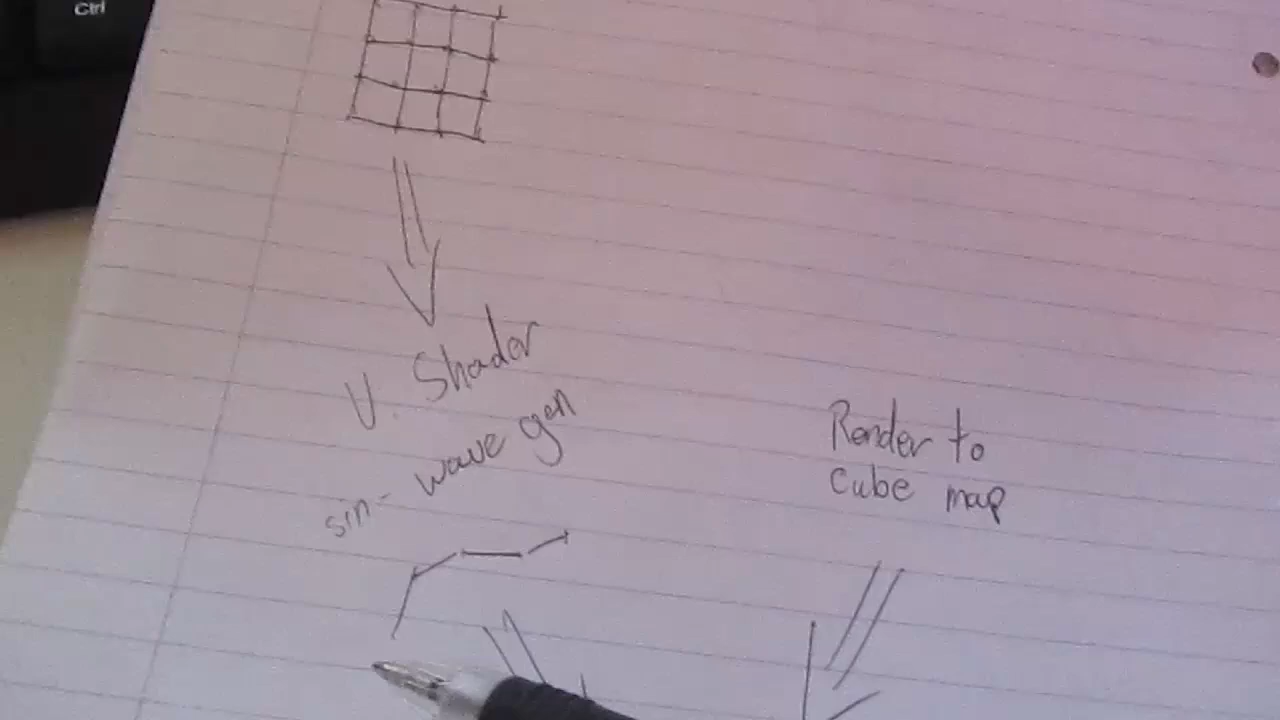 Ctrl
V. Shader
sin-wave gen
Render to
Cube map